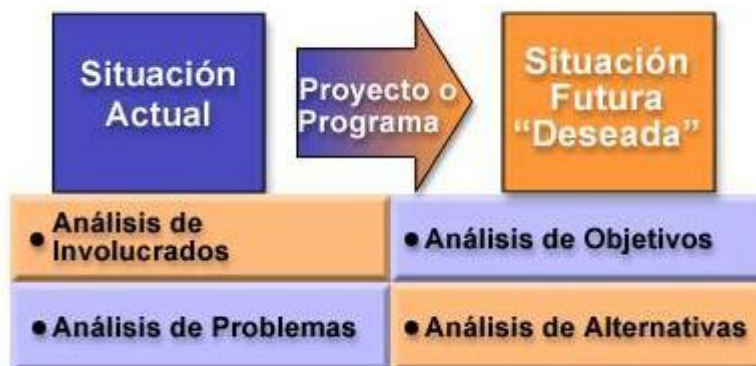 Situación
Actual
Proyecto o
Programa
Situación
Futura
“Deseada”
• Análisis de
Involucrados
• Análisis de Objetivos
• Análisis de Problemas
• Análisis de Alternativas